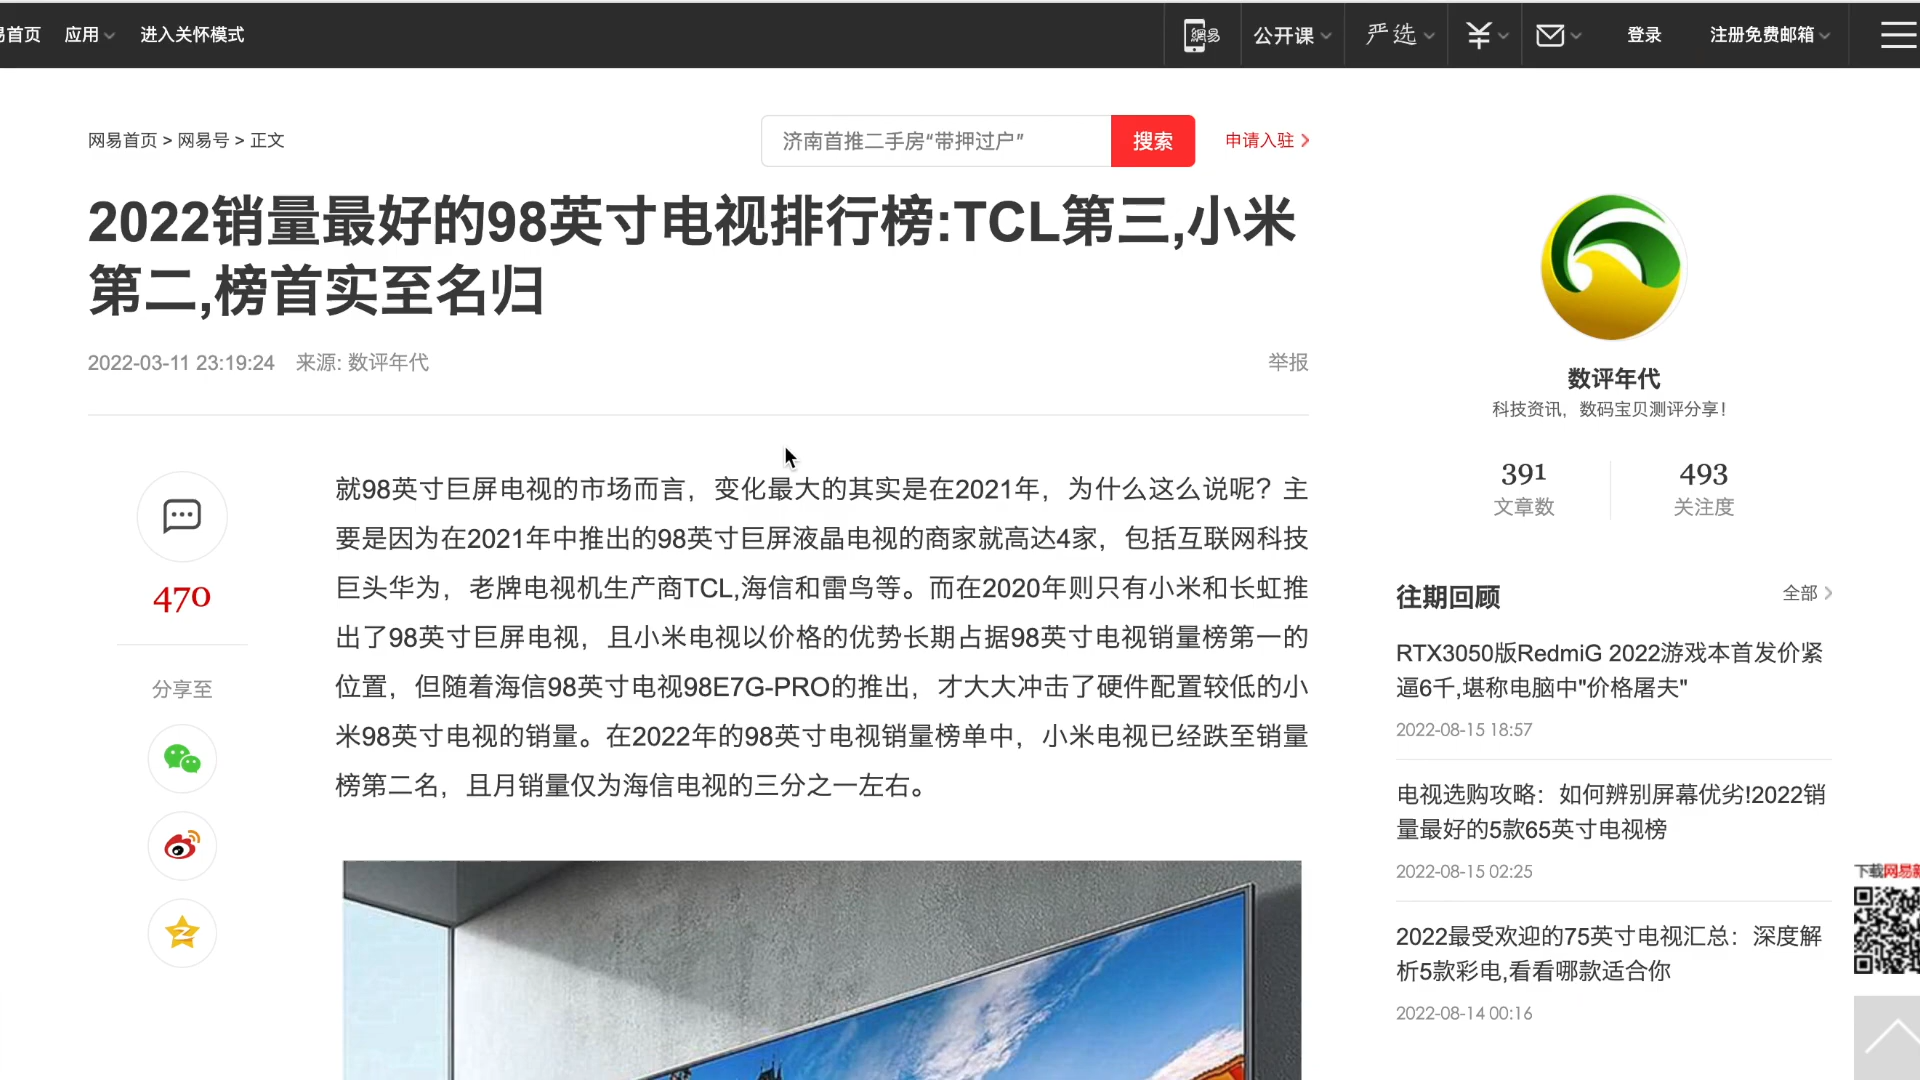 易首页 应用 进入关怀模式
網易 公开课 严选 登录 注册免费邮箱
网易首页 > 网易号 > 正文
济南首推二手房“带押过户” 搜索 申请入驻
2022销量最好的98英寸电视排行榜:TCL第三,小米
第二,榜首实至名归
2022-03-11 23:19:24 来源: 数评年代 举报
470
分享至
就98英寸巨屏电视的市场而言，变化最大的其实是在2021年，为什么这么说呢？主
要是因为在2021年中推出的98英寸巨屏液晶电视的商家就高达4家，包括互联网科技
巨头华为，老牌电视机生产商TCL,海信和雷鸟等。而在2020年则只有小米和长虹推
出了98英寸巨屏电视，且小米电视以价格的优势长期占据98英寸电视销量榜第一的
位置，但随着海信98英寸电视98E7G-PRO的推出，才大大冲击了硬件配置较低的小
米98英寸电视的销量。在2022年的98英寸电视销量榜单中，小米电视已经跌至销量
榜第二名，且月销量仅为海信电视的三分之一左右。
数评年代
科技资讯，数码宝贝测评分享！
391 493
文章数 关注度
往期回顾 全部
RTX3050版RedmiG 2022游戏本首发价紧
逼6千,堪称电脑中"价格屠夫"
2022-08-15 18:57
电视选购攻略：如何辨别屏幕优劣!2022销
量最好的5款65英寸电视榜
2022-08-15 02:25
2022最受欢迎的75英寸电视汇总：深度解
析5款彩电,看看哪款适合你
2022-08-14 00:16
下载网易新